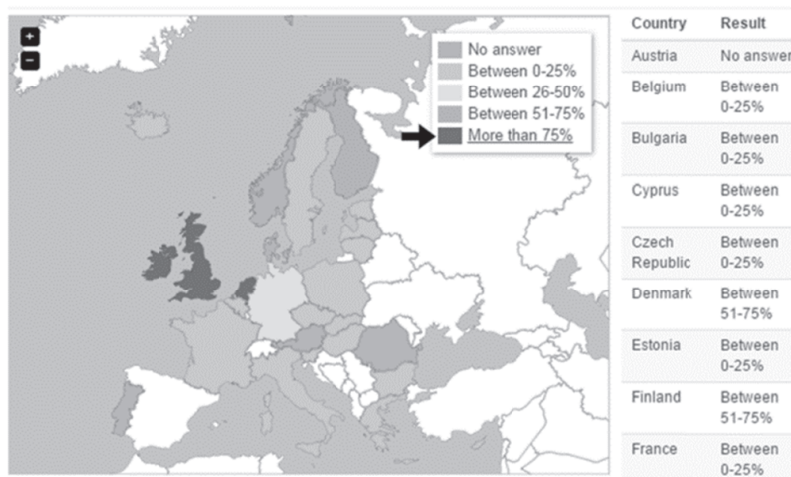 +
−
No answer
Between 0-25%
Between 26-50%
Between 51-75%
More than 75%
Country Result
Austria No answer
Belgium Between
0-25%
Bulgaria Between
0-25%
Cyprus Between
0-25%
Czech Between
Republic 0-25%
Denmark Between
51-75%
Estonia Between
0-25%
Finland Between
51-75%
France Between
0-25%